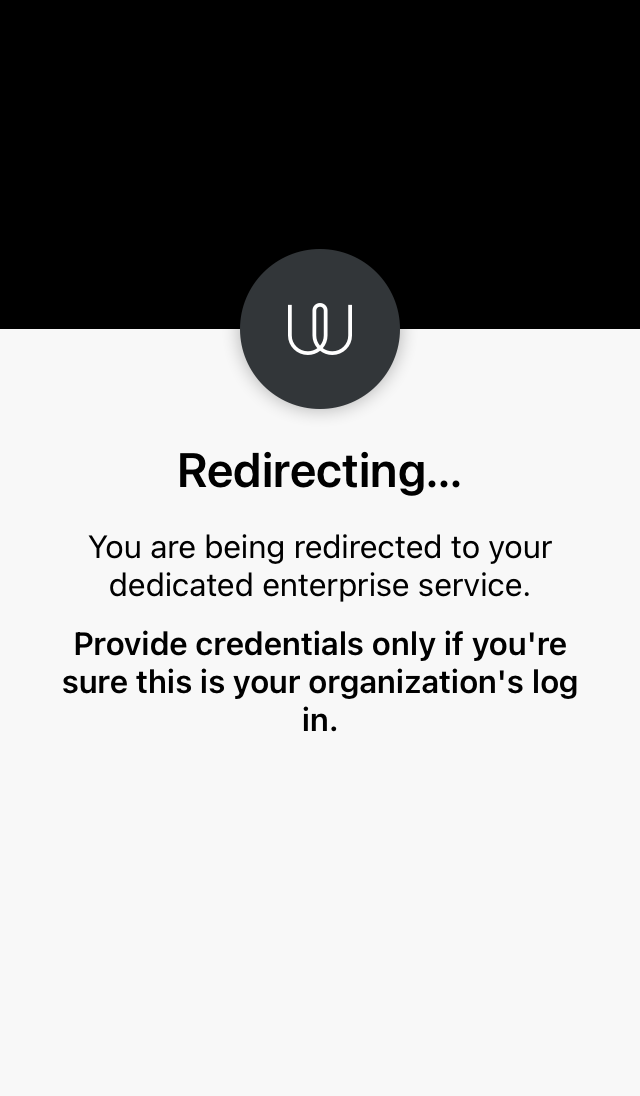 Redirecting...
You are being redirected to your
dedicated enterprise service.
Provide credentials only if you're
sure this is your organization's log
in.